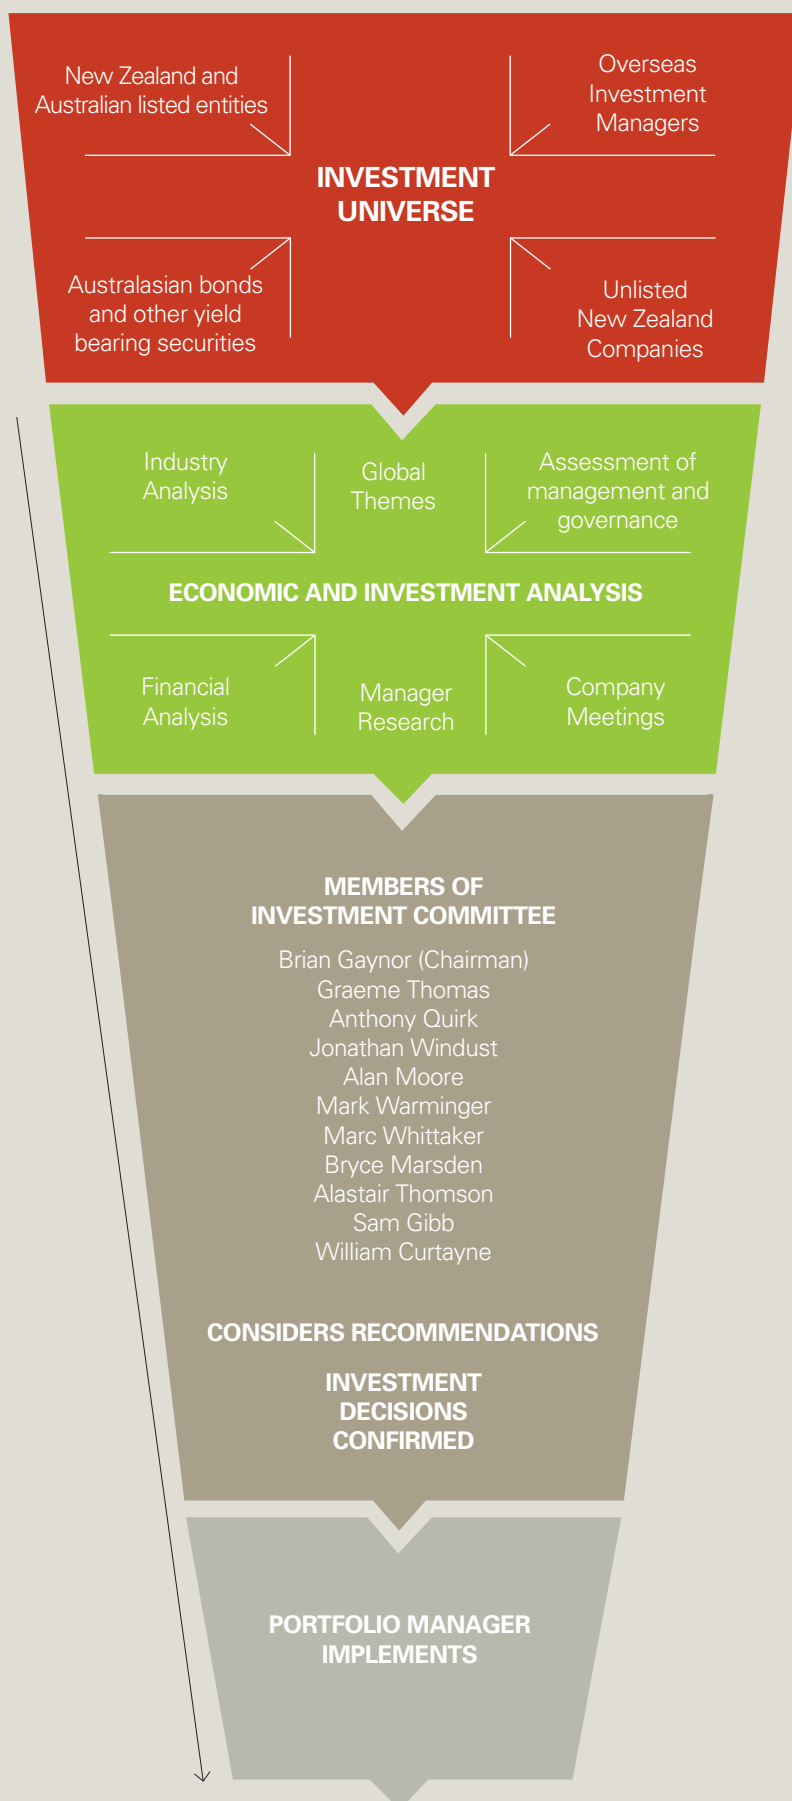 New Zealand and
Australian listed entities
Overseas
Investment
Managers
INVESTMENT
UNIVERSE
Australasian bonds
and other yield
bearing securities
Unlisted
New Zealand
Companies
Industry
Analysis
Global
Themes
Assessment of
management and
governance
ECONOMIC AND INVESTMENT ANALYSIS
Financial
Analysis
Manager
Research
Company
Meetings
MEMBERS OF
INVESTMENT COMMITTEE
Brian Gaynor (Chairman)
Graeme Thomas
Anthony Quirk
Jonathan Windust
Alan Moore
Mark Warminger
Marc Whittaker
Bryce Marsden
Alastair Thomson
Sam Gibb
William Curtayne
CONSIDERS RECOMMENDATIONS
INVESTMENT
DECISIONS
CONFIRMED
PORTFOLIO MANAGER
IMPLEMENTS